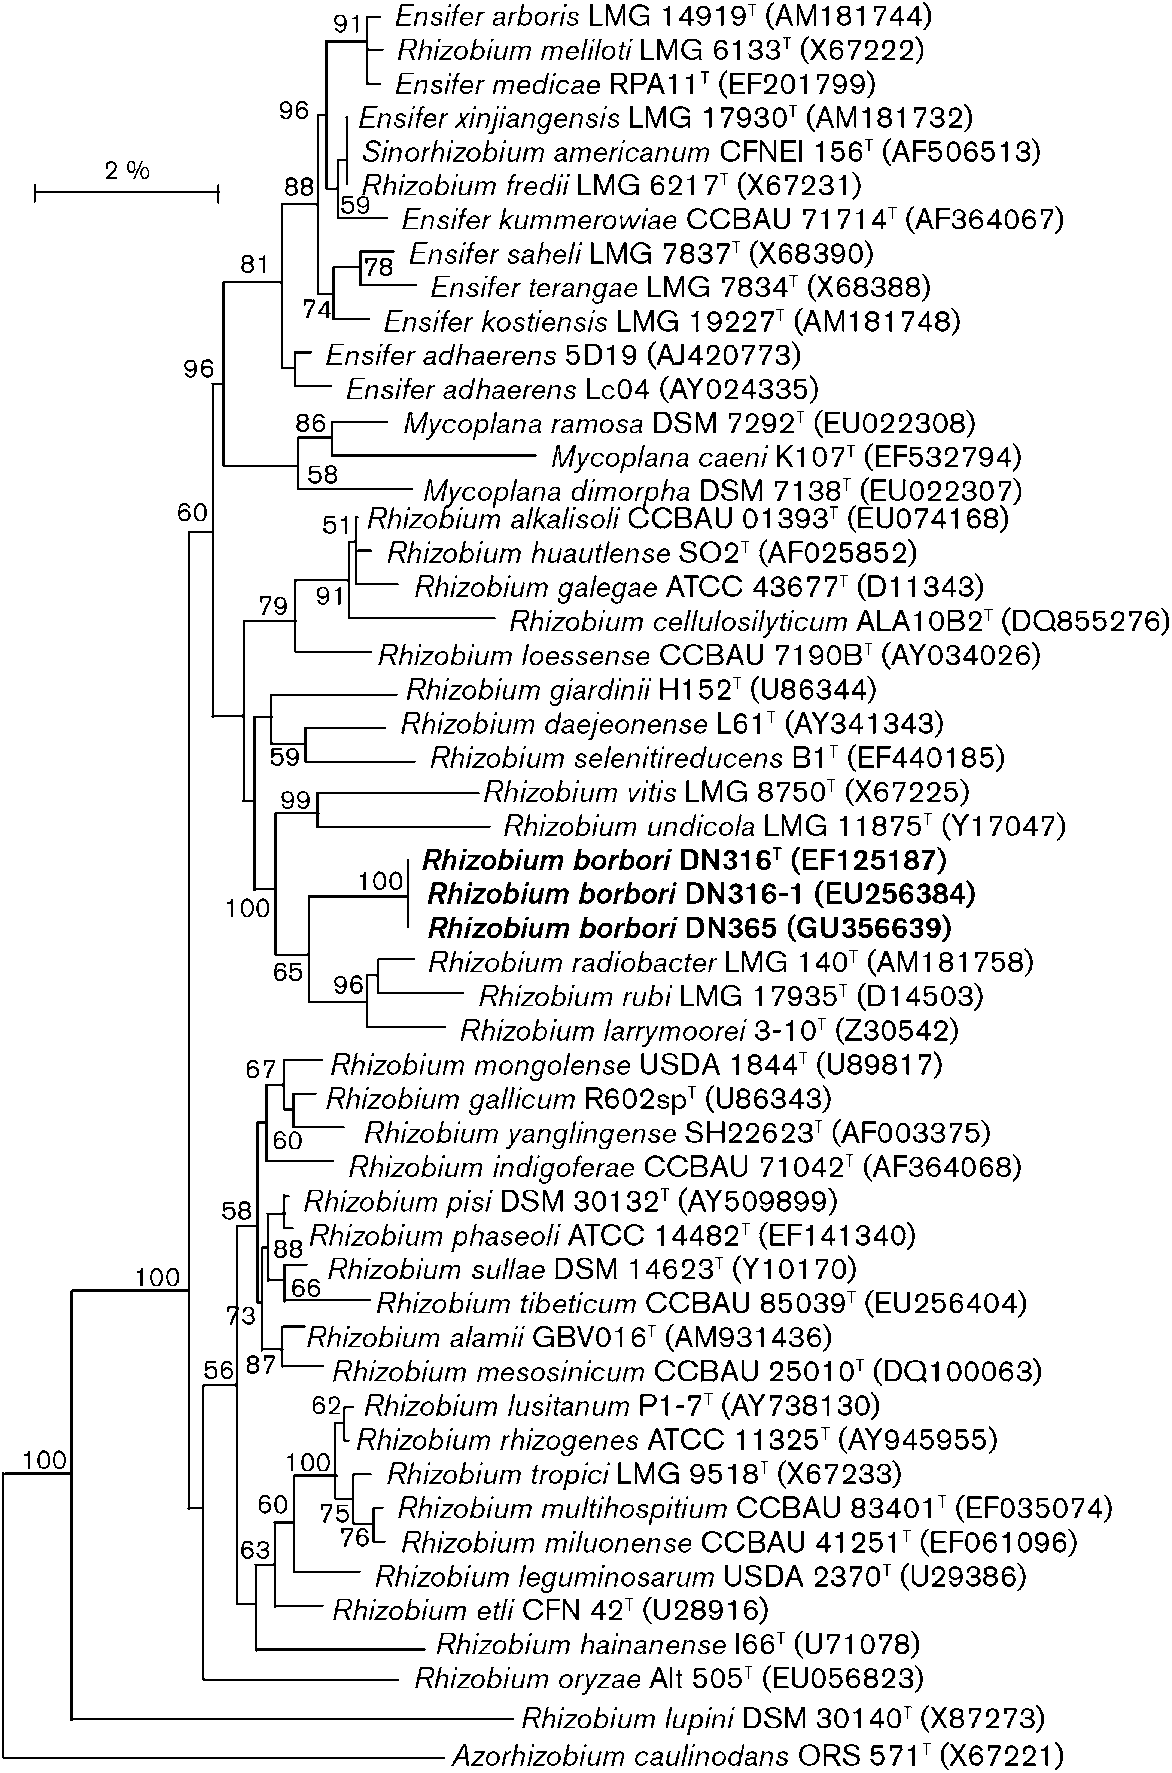 91
Ensifer arboris LMG 14919ᵀ (AM181744)
Rhizobium meliloti LMG 6133ᵀ (X67222)
Ensifer medicae RPA11ᵀ (EF201799)
96
Ensifer xinjiangensis LMG 17930ᵀ (AM181732)
Sinorhizobium americanum CFNEI 156ᵀ (AF506513)
2 %
88
Rhizobium fredii LMG 6217ᵀ (X67231)
59
Ensifer kummerowiae CCBAU 71714ᵀ (AF364067)
Ensifer saheli LMG 7837ᵀ (X68390)
81
78
Ensifer terangae LMG 7834ᵀ (X68388)
74
Ensifer kostiensis LMG 19227ᵀ (AM181748)
Ensifer adhaerens 5D19 (AJ420773)
96
Ensifer adhaerens Lc04 (AY024335)
86
Mycoplana ramosa DSM 7292ᵀ (EU022308)
Mycoplana caeni K107ᵀ (EF532794)
58
Mycoplana dimorpha DSM 7138ᵀ (EU022307)
60
51
Rhizobium alkalisoli CCBAU 01393ᵀ (EU074168)
Rhizobium huautlense SO2ᵀ (AF025852)
Rhizobium galegae ATCC 43677ᵀ (D11343)
91
79
Rhizobium cellulosilyticum ALA10B2ᵀ (DQ855276)
Rhizobium loessense CCBAU 7190Bᵀ (AY034026)
Rhizobium giardinii H152ᵀ (U86344)
Rhizobium daejeonense L61ᵀ (AY341343)
59
Rhizobium selenitireducens B1ᵀ (EF440185)
99
Rhizobium vitis LMG 8750ᵀ (X67225)
Rhizobium undicola LMG 11875ᵀ (Y17047)
Rhizobium borbori DN316ᵀ (EF125187)
100
Rhizobium borbori DN316-1 (EU256384)
100
Rhizobium borbori DN365 (GU356639)
65
Rhizobium radiobacter LMG 140ᵀ (AM181758)
96
Rhizobium rubi LMG 17935ᵀ (D14503)
Rhizobium larrymoorei 3-10ᵀ (Z30542)
67
Rhizobium mongolense USDA 1844ᵀ (U89817)
Rhizobium gallicum R602spᵀ (U86343)
60
Rhizobium yanglingense SH22623ᵀ (AF003375)
Rhizobium indigoferae CCBAU 71042ᵀ (AF364068)
58
Rhizobium pisi DSM 30132ᵀ (AY509899)
Rhizobium phaseoli ATCC 14482ᵀ (EF141340)
88
100
Rhizobium sullae DSM 14623ᵀ (Y10170)
66
Rhizobium tibeticum CCBAU 85039ᵀ (EU256404)
73
Rhizobium alamii GBV016ᵀ (AM931436)
56
87
Rhizobium mesosinicum CCBAU 25010ᵀ (DQ100063)
62
Rhizobium lusitanum P1-7ᵀ (AY738130)
Rhizobium rhizogenes ATCC 11325ᵀ (AY945955)
100
100
Rhizobium tropici LMG 9518ᵀ (X67233)
60
75
Rhizobium multihospitium CCBAU 83401ᵀ (EF035074)
76
Rhizobium miluonense CCBAU 41251ᵀ (EF061096)
63
Rhizobium leguminosarum USDA 2370ᵀ (U29386)
Rhizobium etli CFN 42ᵀ (U28916)
Rhizobium hainanense I66ᵀ (U71078)
Rhizobium oryzae Alt 505ᵀ (EU056823)
Rhizobium lupini DSM 30140ᵀ (X87273)
Azorhizobium caulinodans ORS 571ᵀ (X67221)